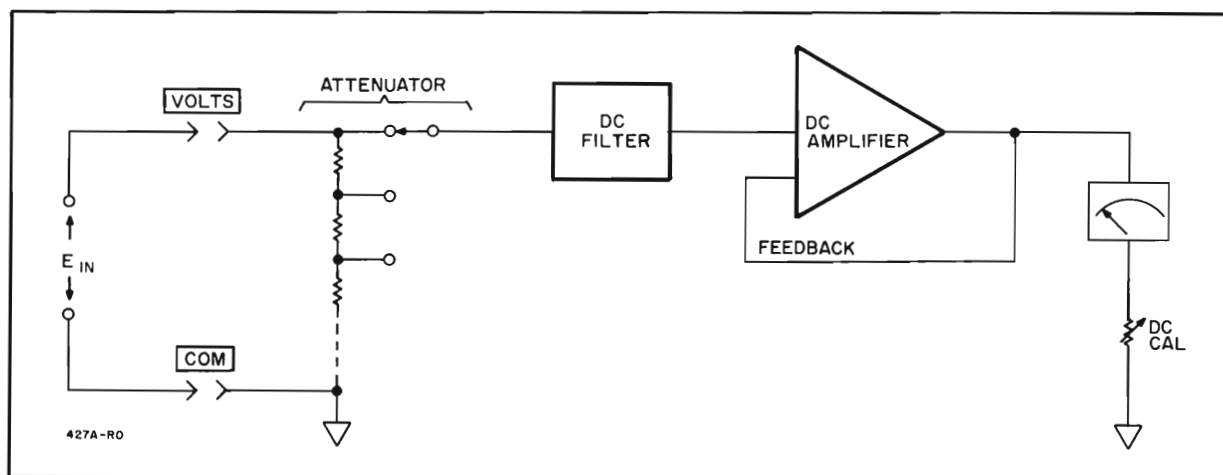 ATTENUATOR
VOLTS
DC
FILTER
DC
AMPLIFIER
E IN
FEEDBACK
DC
CAL
COM
427A-RO